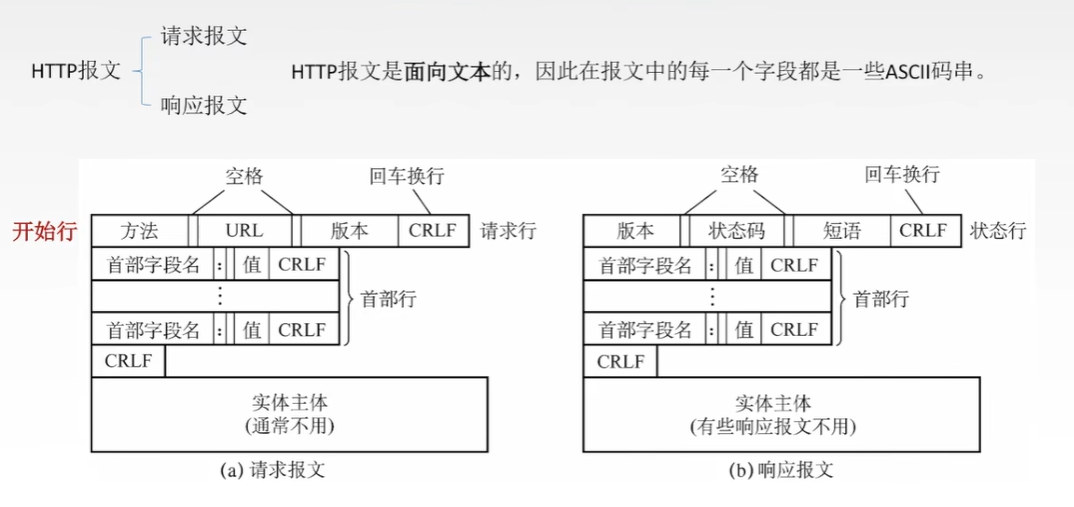 请求报文
HTTP报文
HTTP报文是面向文本的，因此在报文中的每一个字段都是一些ASCII码串。
响应报文
空格
回车换行
开始行
方法
URL
版本
CRLF
请求行
首部字段名 : 值 CRLF
⋮
首部行
首部字段名 : 值 CRLF
CRLF
实体主体
(通常不用)
(a) 请求报文
空格
回车换行
版本
状态码
短语
CRLF
状态行
首部字段名 : 值 CRLF
⋮
首部行
首部字段名 : 值 CRLF
CRLF
实体主体
(有些响应报文不用)
(b) 响应报文